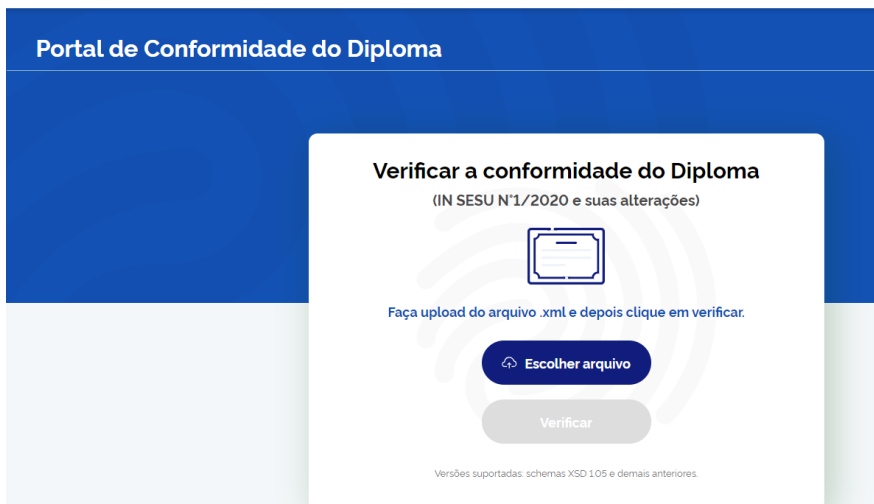 Portal de Conformidade do Diploma
Verificar a conformidade do Diploma
(IN SESU N°1/2020 e suas alterações)
Faça upload do arquivo .xml e depois clique em verificar.
Escolher arquivo
Verificar
Versões suportadas: schemas XSD 1.05 e demais anteriores.